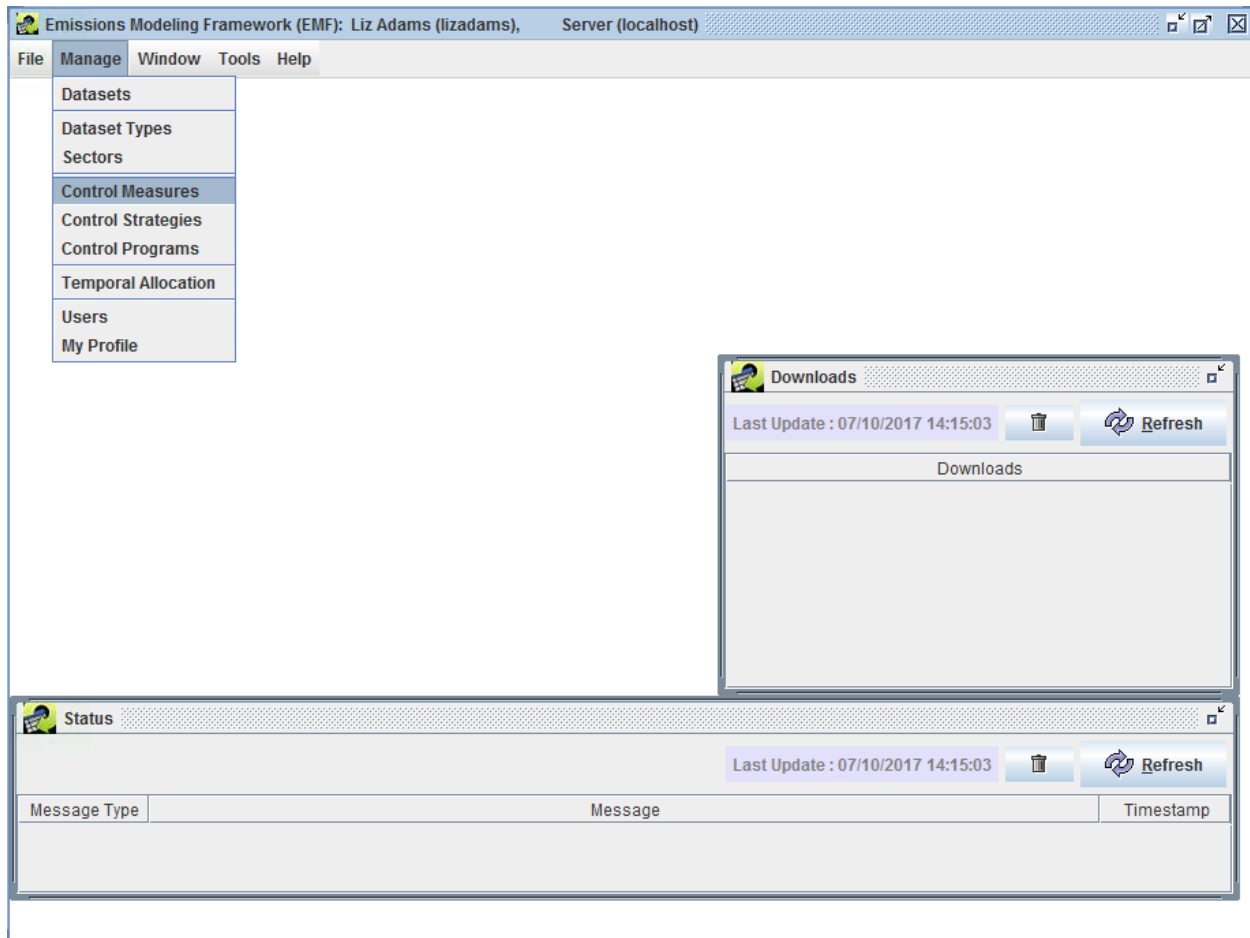 Emissions Modeling Framework (EMF): Liz Adams (lizadams), Server (localhost)
File Manage Window Tools Help
Datasets
Dataset Types
Sectors
Control Measures
Control Strategies
Control Programs
Temporal Allocation
Users
My Profile
Downloads
Last Update : 07/10/2017 14:15:03 Refresh
Downloads
Status
Last Update : 07/10/2017 14:15:03 Refresh
Message Type Message Timestamp